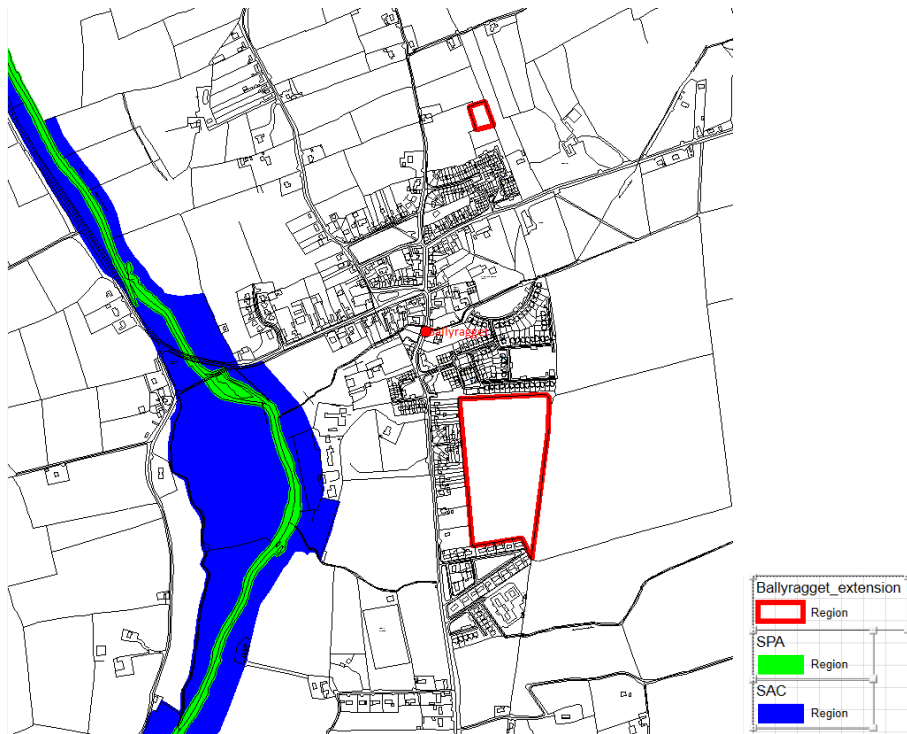 Ballyragget
Ballyragget_extension
Region
SPA
Region
SAC
Region